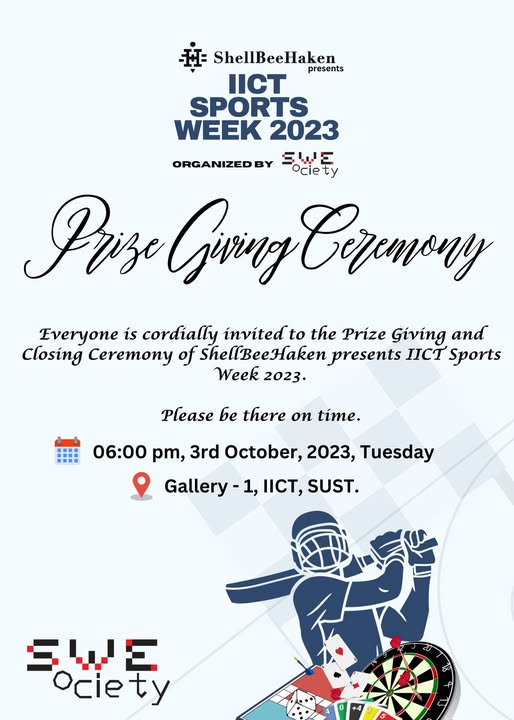 ShellBeeHaken
presents
IICT
SPORTS
WEEK 2023
ORGANIZED BY SWE
ociety
Prize Giving Ceremony
Everyone is cordially invited to the Prize Giving and
Closing Ceremony of ShellBeeHaken presents IICT Sports
Week 2023.
Please be there on time.
06:00 pm, 3rd October, 2023, Tuesday
Gallery - 1, IICT, SUST.
SWE
ociety